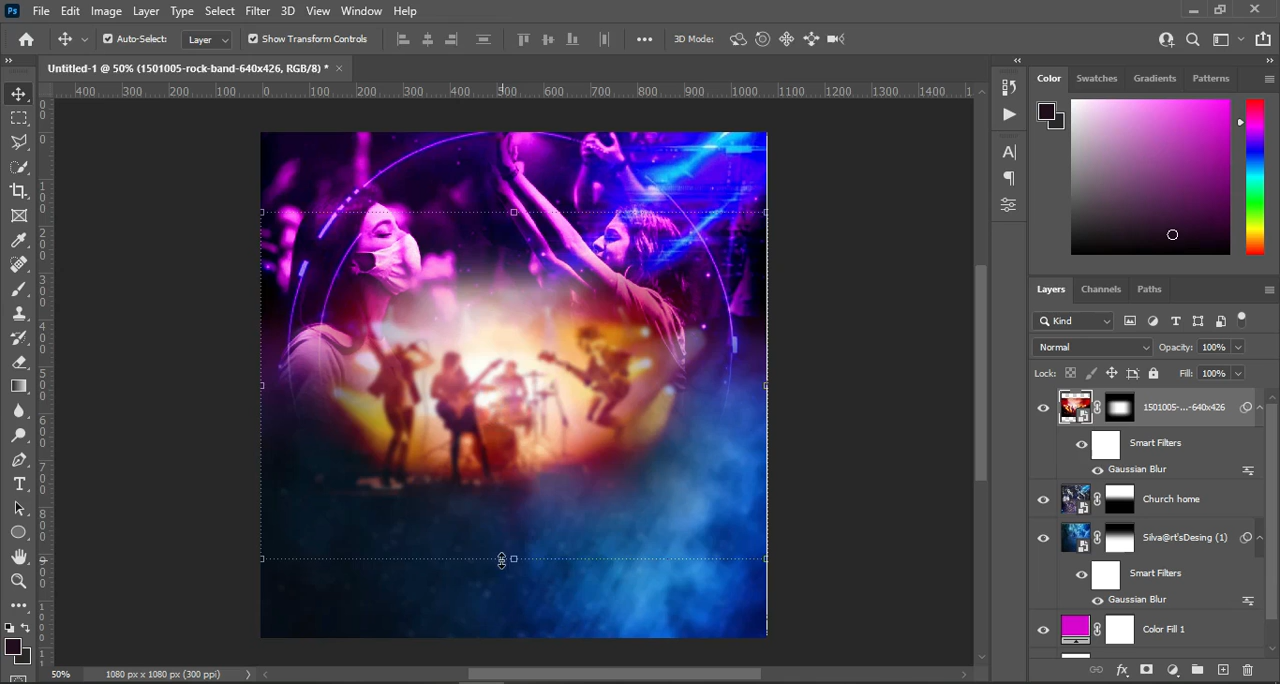 Ps File Edit Image Layer Type Select Filter 3D View Window Help
Auto-Select: Layer Show Transform Controls 3D Mode:
Untitled-1 @ 50% (1501005-rock-band-640x426, RGB/8) * ×
400 300 200 100 0 100 200 300 400 500 600 700 800 900 1000 1100 1200 1300 1400 1
Color Swatches Gradients Patterns
Layers Channels Paths
Kind
Normal Opacity: 100%
Lock: Fill: 100%
1501005-...-640x426
Smart Filters
Gaussian Blur
Church home
Silva@rt'sDesing (1)
Smart Filters
Gaussian Blur
Color Fill 1
50% 1080 px x 1080 px (300 ppi)